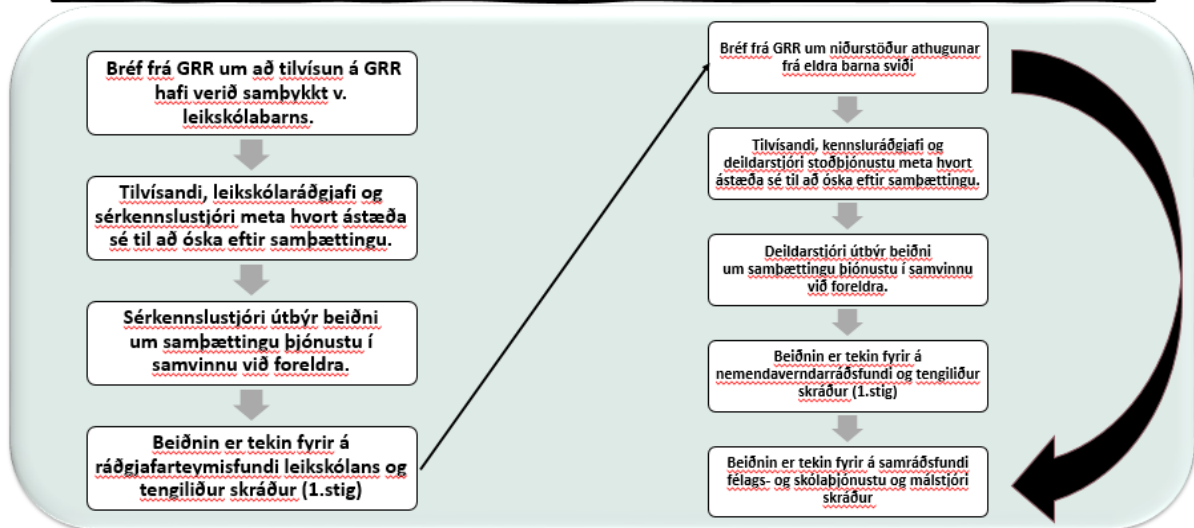 Bréf frá GRR um að tilvísun á GRR
hafi verið samþykkt v.
leikskólabarns.
Tilvísandi, leikskólaráðgjafi og
sérkennslustjóri meta hvort ástæða
sé til að óska eftir samþættingu.
Sérkennslustjóri útbýr beiðni
um samþættingu þjónustu í
samvinnu við foreldra.
Beiðnin er tekin fyrir á
ráðgjafarteymisfundi leikskólans og
tengiliður skráður (1.stig)
Bréf frá GRR um niðurstöður athugunar
frá eldra barna sviði
Tilvísandi, kennsluráðgjafi og
deildarstjóri stoðþjónustu meta hvort
ástæða sé til að óska eftir samþættingu.
Deildarstjóri útbýr beiðni
um samþættingu þjónustu í samvinnu
við foreldra.
Beiðnin er tekin fyrir á
nemendaverndarráðsfundi og tengiliður
skráður (1.stig)
Beiðnin er tekin fyrir á samráðsfundi
félags- og skólaþjónustu og málstjóri
skráður